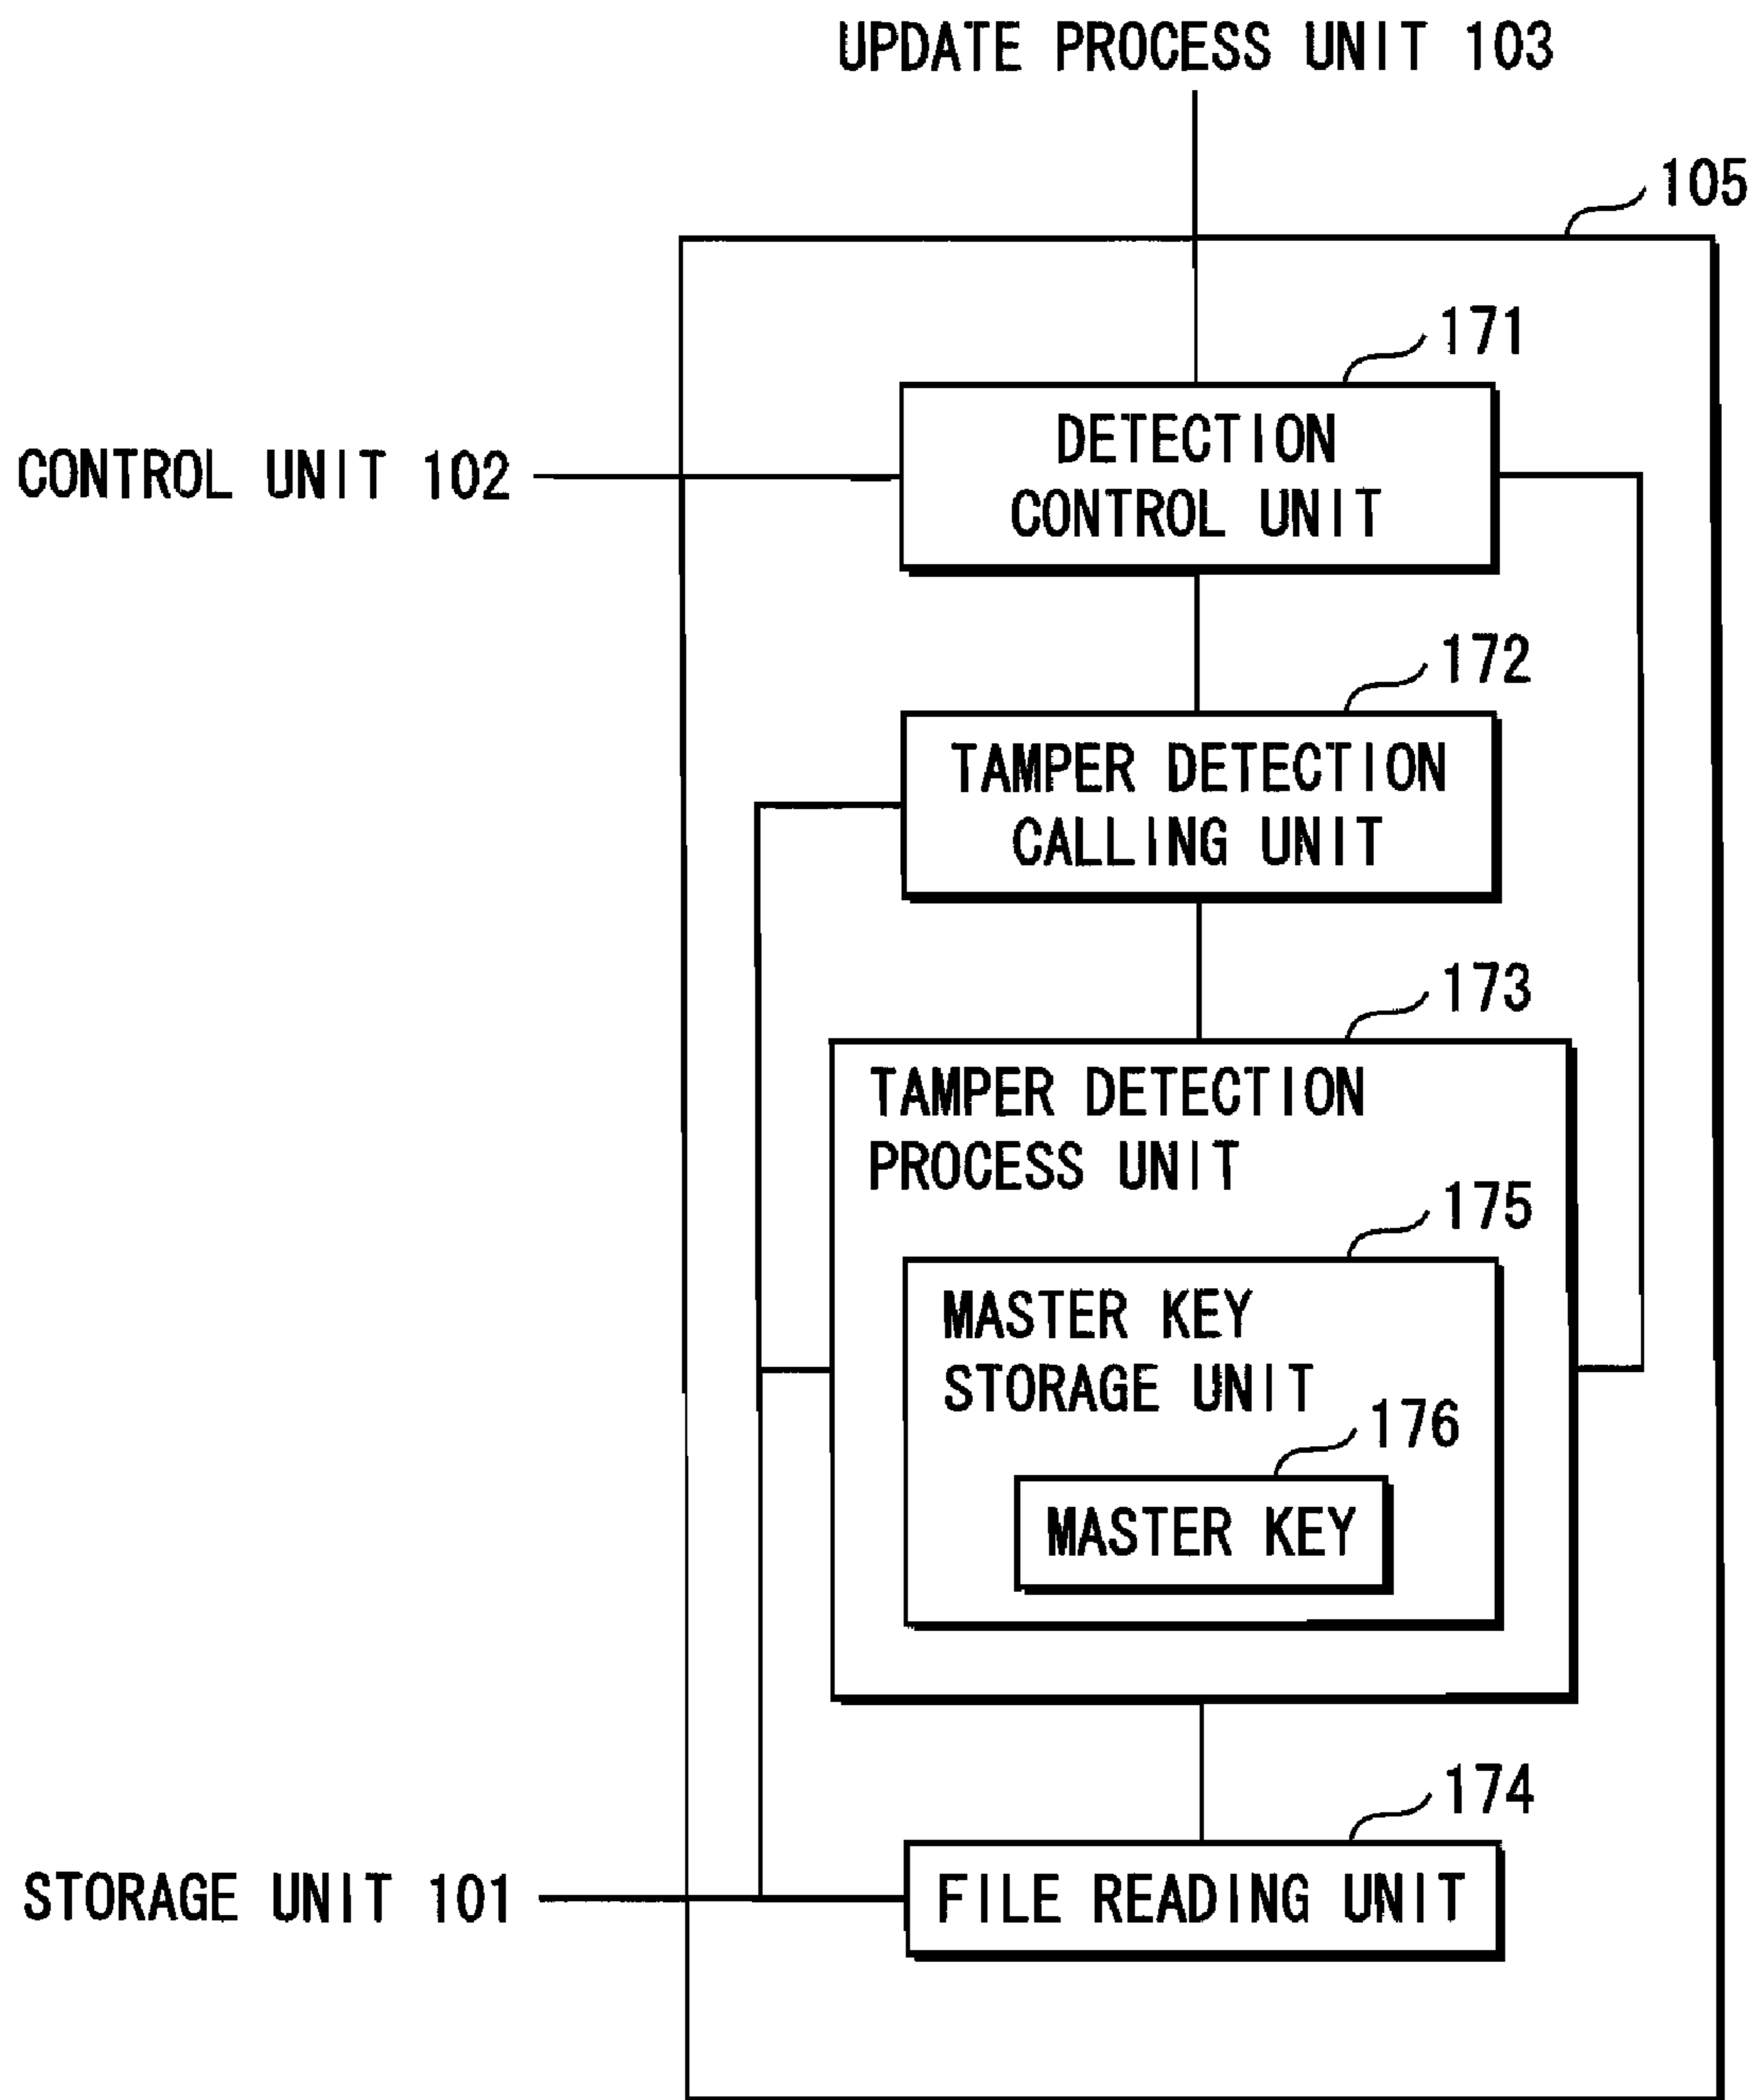 UPDATE PROCESS UNIT 103
105
171
DETECTION
CONTROL UNIT
CONTROL UNIT 102
172
TAMPER DETECTION
CALLING UNIT
173
TAMPER DETECTION
PROCESS UNIT
175
MASTER KEY
STORAGE UNIT
176
MASTER KEY
174
FILE READING UNIT
STORAGE UNIT 101